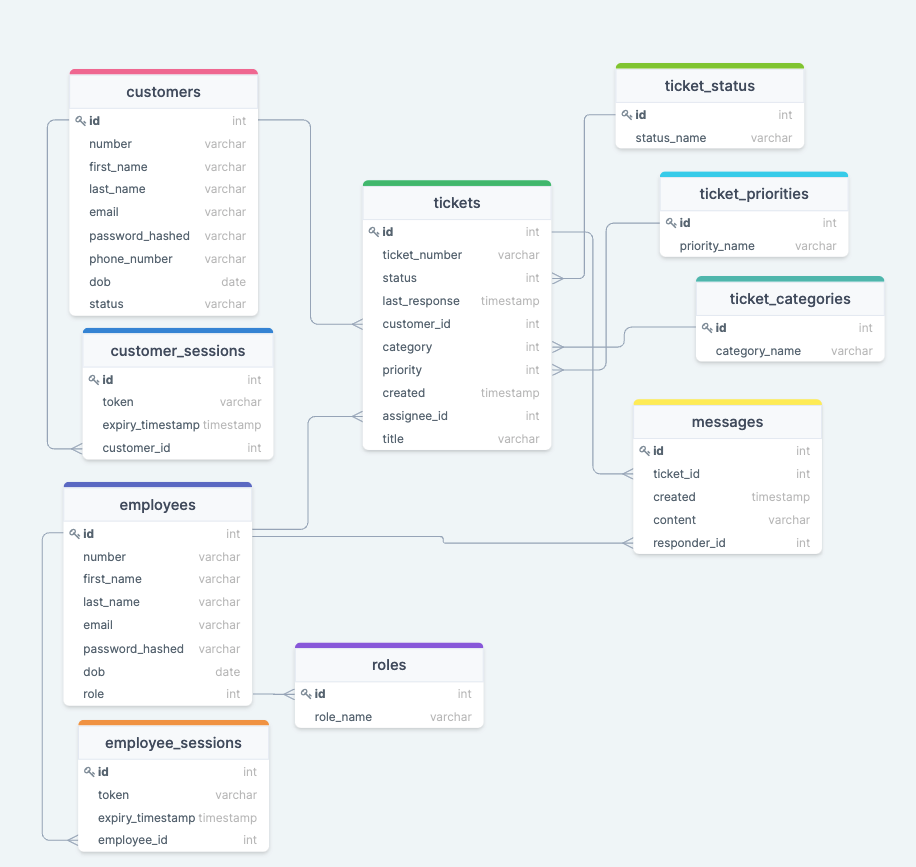 customers
id int
number varchar
first_name varchar
last_name varchar
email varchar
password_hashed varchar
phone_number varchar
dob date
status varchar
customer_sessions
id int
token varchar
expiry_timestamp timestamp
customer_id int
employees
id int
number varchar
first_name varchar
last_name varchar
email varchar
password_hashed varchar
dob date
role int
employee_sessions
id int
token varchar
expiry_timestamp timestamp
employee_id int
tickets
id int
ticket_number varchar
status int
last_response timestamp
customer_id int
category int
priority int
created timestamp
assignee_id int
title varchar
roles
id int
role_name varchar
ticket_status
id int
status_name varchar
ticket_priorities
id int
priority_name varchar
ticket_categories
id int
category_name varchar
messages
id int
ticket_id int
created timestamp
content varchar
responder_id int